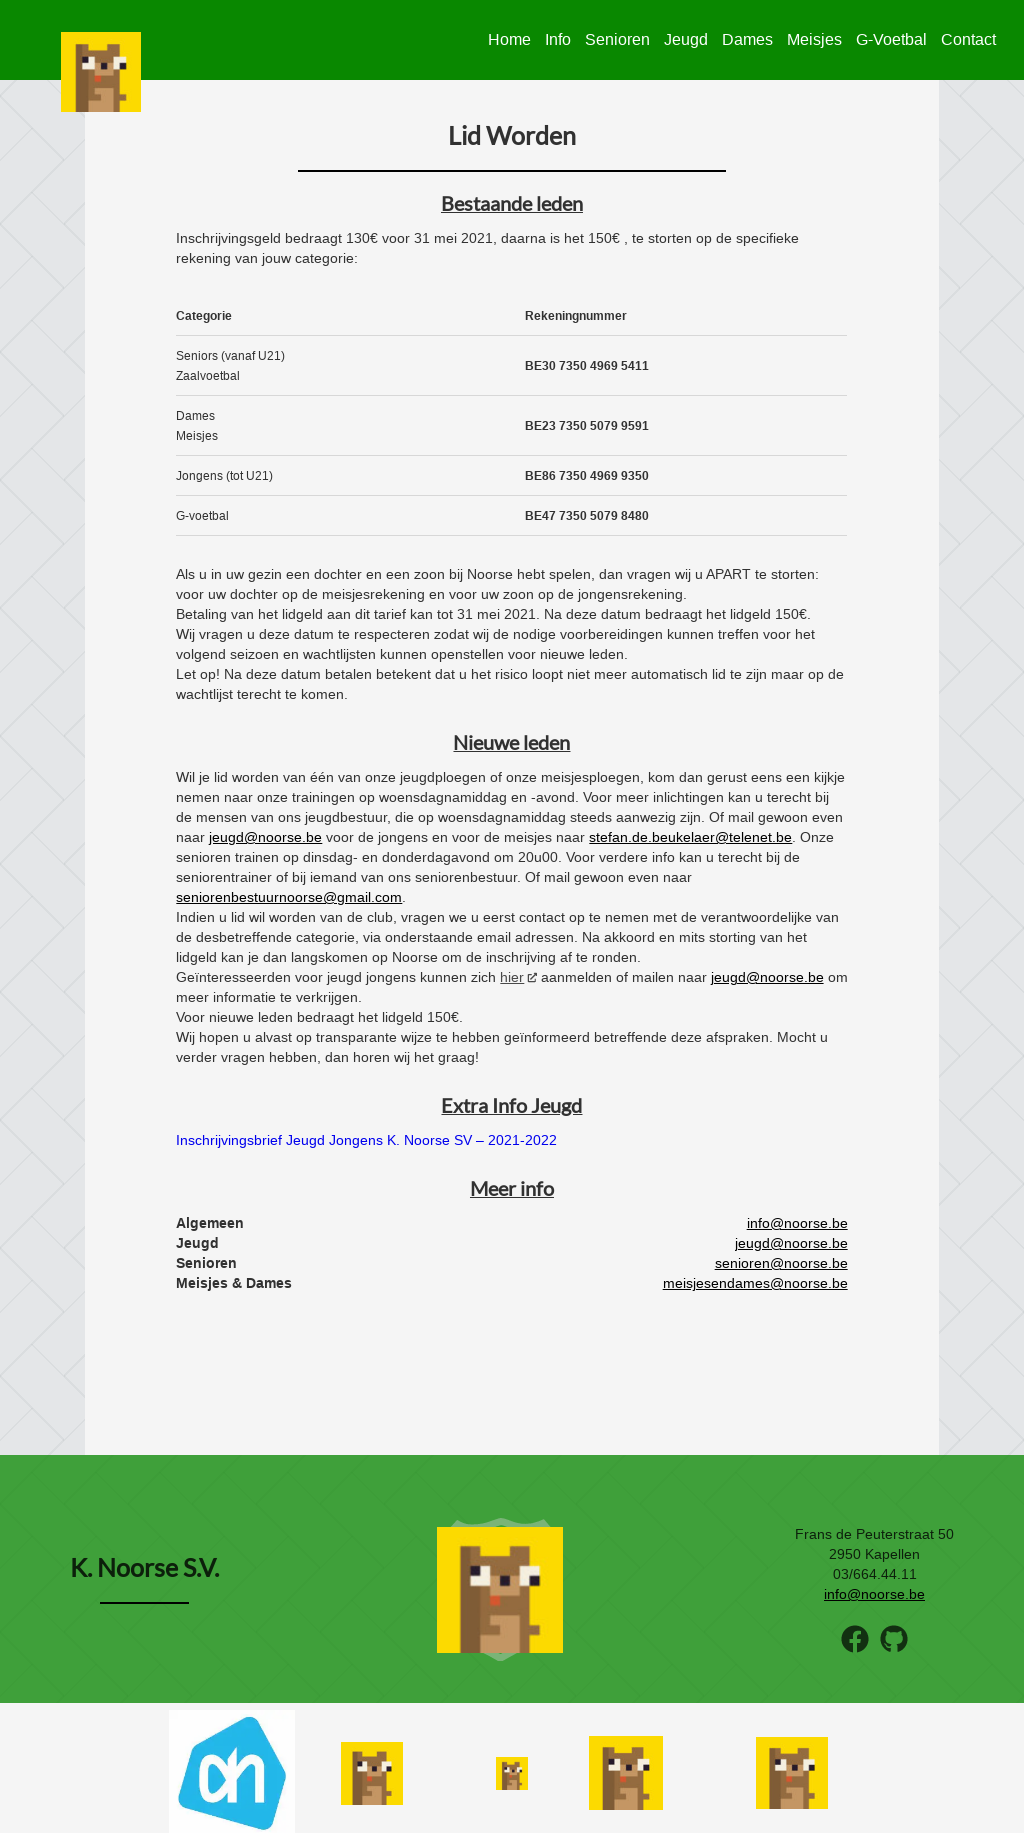 Home Info Senioren Jeugd Dames Meisjes G-Voetbal Contact
Lid Worden
Bestaande leden
Inschrijvingsgeld bedraagt 130€ voor 31 mei 2021, daarna is het 150€ , te storten op de specifieke
rekening van jouw categorie:
Categorie Rekeningnummer
Seniors (vanaf U21)
Zaalvoetbal
BE30 7350 4969 5411
Dames
Meisjes
BE23 7350 5079 9591
Jongens (tot U21) BE86 7350 4969 9350
G-voetbal BE47 7350 5079 8480
Als u in uw gezin een dochter en een zoon bij Noorse hebt spelen, dan vragen wij u APART te storten:
voor uw dochter op de meisjesrekening en voor uw zoon op de jongensrekening.
Betaling van het lidgeld aan dit tarief kan tot 31 mei 2021. Na deze datum bedraagt het lidgeld 150€.
Wij vragen u deze datum te respecteren zodat wij de nodige voorbereidingen kunnen treffen voor het
volgend seizoen en wachtlijsten kunnen openstellen voor nieuwe leden.
Let op! Na deze datum betalen betekent dat u het risico loopt niet meer automatisch lid te zijn maar op de
wachtlijst terecht te komen.
Nieuwe leden
Wil je lid worden van één van onze jeugdploegen of onze meisjesploegen, kom dan gerust eens een kijkje
nemen naar onze trainingen op woensdagnamiddag en -avond. Voor meer inlichtingen kan u terecht bij
de mensen van ons jeugdbestuur, die op woensdagnamiddag steeds aanwezig zijn. Of mail gewoon even
naar jeugd@noorse.be voor de jongens en voor de meisjes naar stefan.de.beukelaer@telenet.be. Onze
senioren trainen op dinsdag- en donderdagavond om 20u00. Voor verdere info kan u terecht bij de
seniorentrainer of bij iemand van ons seniorenbestuur. Of mail gewoon even naar
seniorenbestuurnoorse@gmail.com.
Indien u lid wil worden van de club, vragen we u eerst contact op te nemen met de verantwoordelijke van
de desbetreffende categorie, via onderstaande email adressen. Na akkoord en mits storting van het
lidgeld kan je dan langskomen op Noorse om de inschrijving af te ronden.
Geïnteresseerden voor jeugd jongens kunnen zich hier aanmelden of mailen naar jeugd@noorse.be om
meer informatie te verkrijgen.
Voor nieuwe leden bedraagt het lidgeld 150€.
Wij hopen u alvast op transparante wijze te hebben geïnformeerd betreffende deze afspraken. Mocht u
verder vragen hebben, dan horen wij het graag!
Extra Info Jeugd
Inschrijvingsbrief Jeugd Jongens K. Noorse SV – 2021-2022
Meer info
Algemeen info@noorse.be
Jeugd jeugd@noorse.be
Senioren senioren@noorse.be
Meisjes & Dames meisjesendames@noorse.be
K. Noorse S.V.
Frans de Peuterstraat 50
2950 Kapellen
03/664.44.11
info@noorse.be